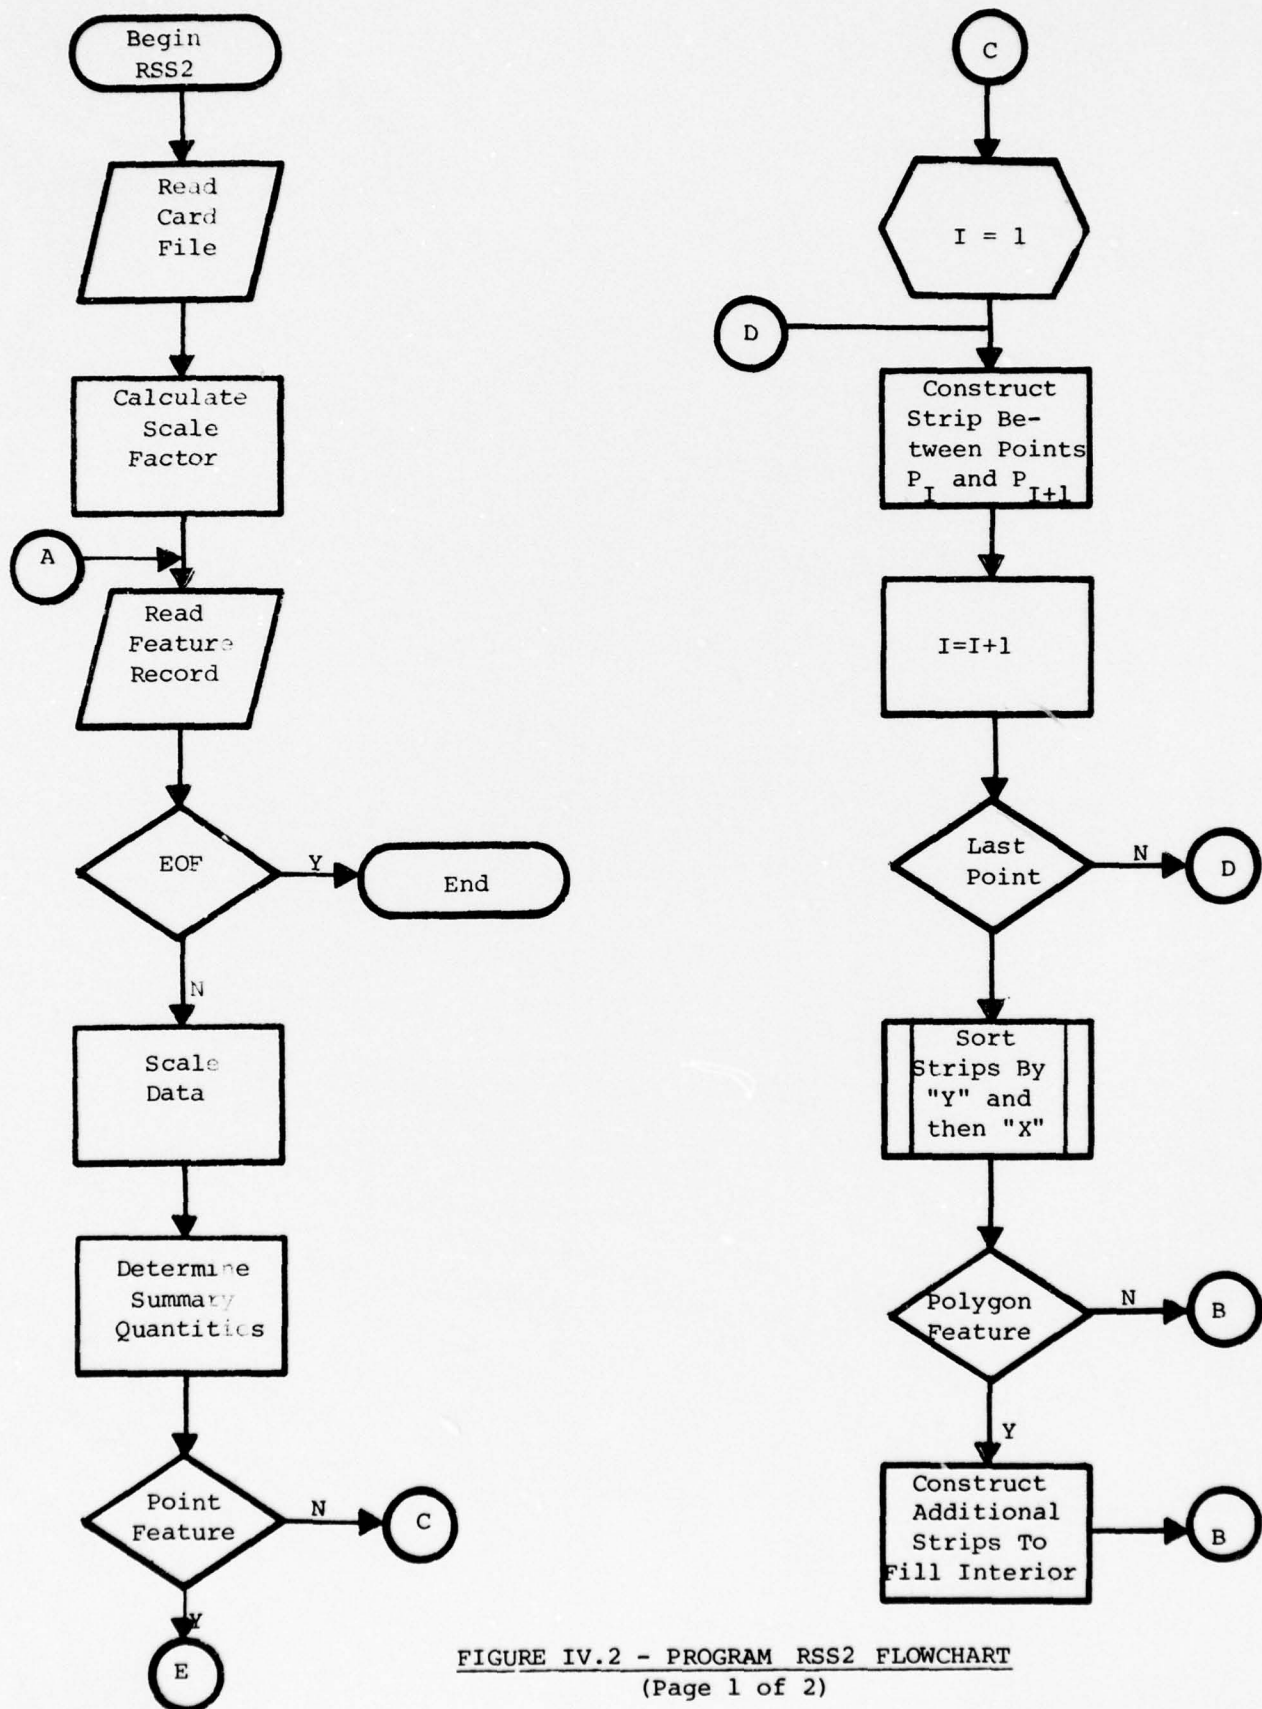 Begin
RSS2
Read
Card
File
Calculate
Scale
Factor
A
Read
Feature
Record
EOF
Y
End
N
Scale
Data
Determine
Summary
Quantities
Point
Feature
N
C
Y
E
C
I = 1
D
Construct
Strip Be-
tween Points
P_I and P_I+1
I=I+1
Last
Point
N
D
Sort
Strips By
"Y" and
then "X"
Polygon
Feature
N
B
Y
Construct
Additional
Strips To
Fill Interior
B
FIGURE IV.2 - PROGRAM RSS2 FLOWCHART
(Page 1 of 2)